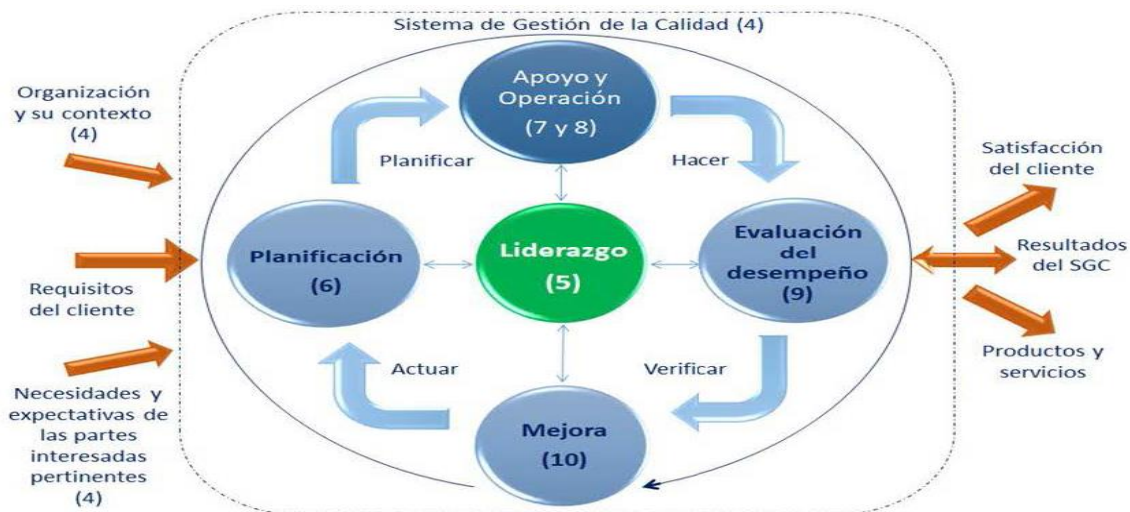 Sistema de Gestión de la Calidad (4)
Organización
y su contexto
(4)
Requisitos
del cliente
Necesidades y
expectativas de
las partes
interesadas
pertinentes
(4)
Apoyo y
Operación
(7 y 8)
Planificar
Hacer
Planificación
(6)
Liderazgo
(5)
Evaluación
del
desempeño
(9)
Actuar
Verificar
Mejora
(10)
Satisfacción
del cliente
Resultados
del SGC
Productos y
servicios